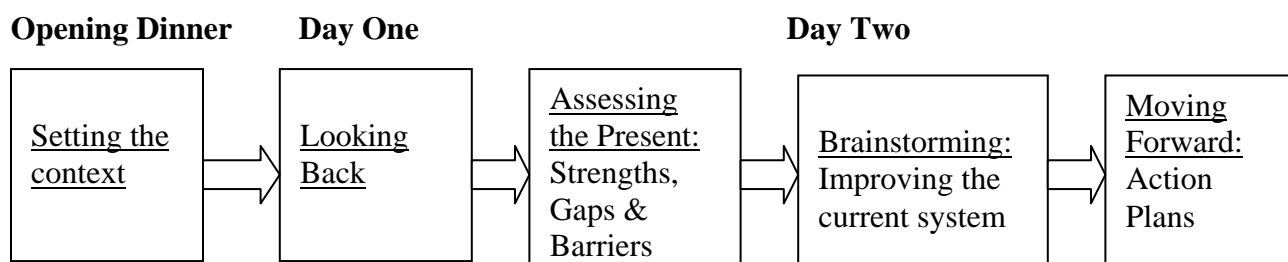 Opening Dinner
Day One
Day Two
Setting the
context
Looking
Back
Assessing
the Present:
Strengths,
Gaps &
Barriers
Brainstorming:
Improving the
current system
Moving
Forward:
Action
Plans